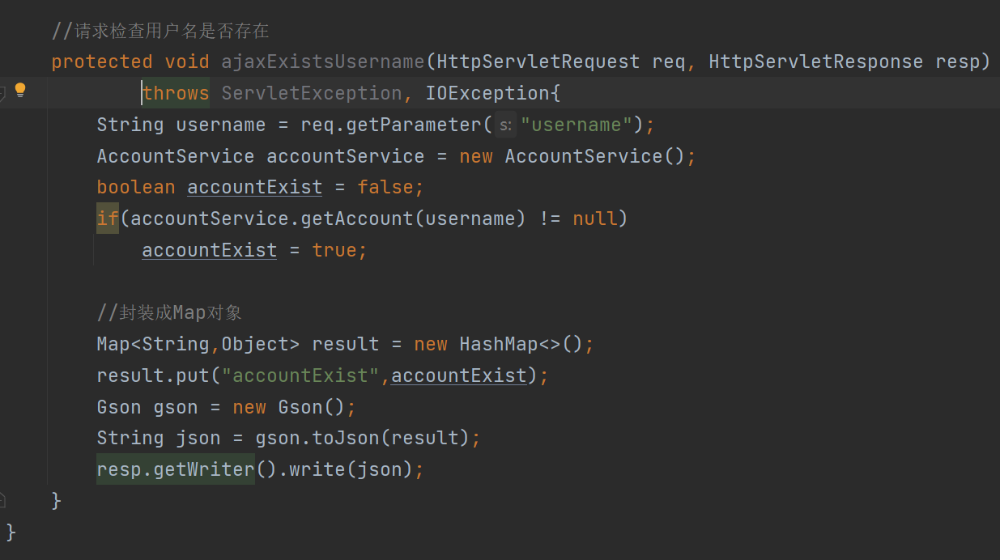 //请求检查用户名是否存在
protected void ajaxExistsUsername(HttpServletRequest req, HttpServletResponse resp)
throws ServletException, IOException{
String username = req.getParameter( s: "username");
AccountService accountService = new AccountService();
boolean accountExist = false;
if(accountService.getAccount(username) != null)
accountExist = true;
//封装成Map对象
Map<String,Object> result = new HashMap<>();
result.put("accountExist",accountExist);
Gson gson = new Gson();
String json = gson.toJson(result);
resp.getWriter().write(json);
}
}